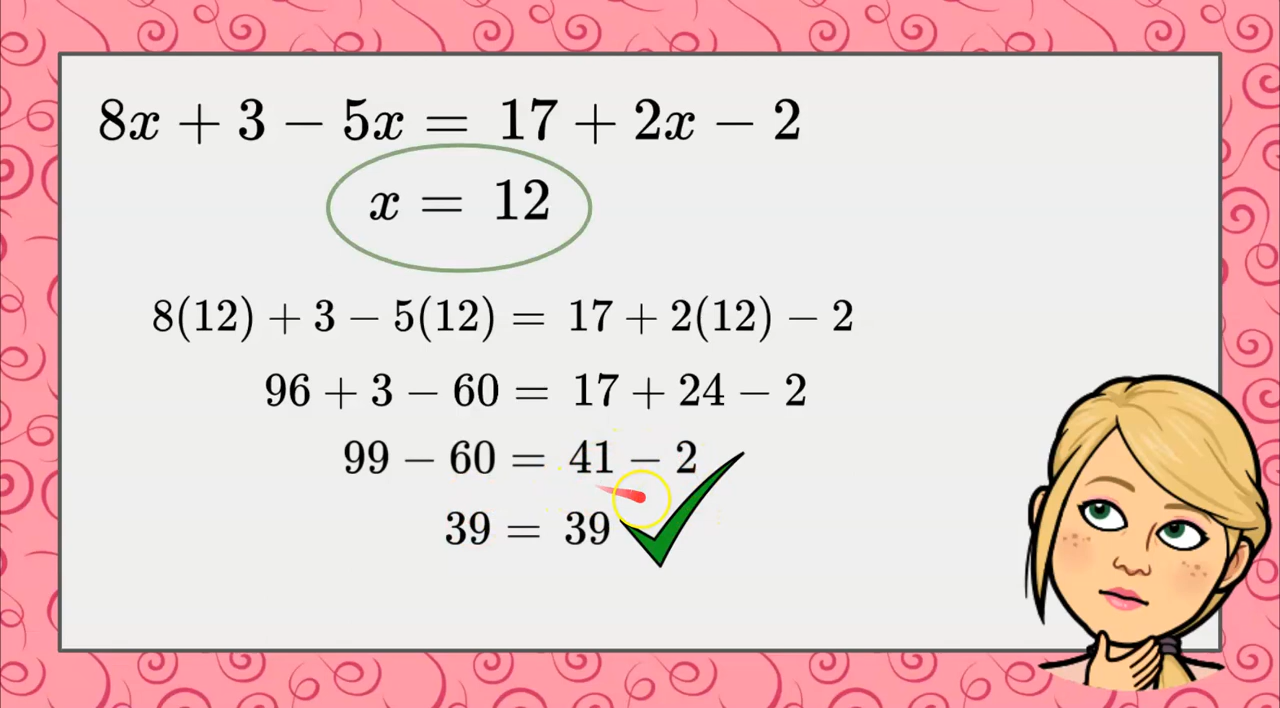 8x + 3 − 5x = 17 + 2x − 2
x = 12
8(12) + 3 − 5(12) = 17 + 2(12) − 2
96 + 3 − 60 = 17 + 24 − 2
99 − 60 = 41 − 2
39 = 39